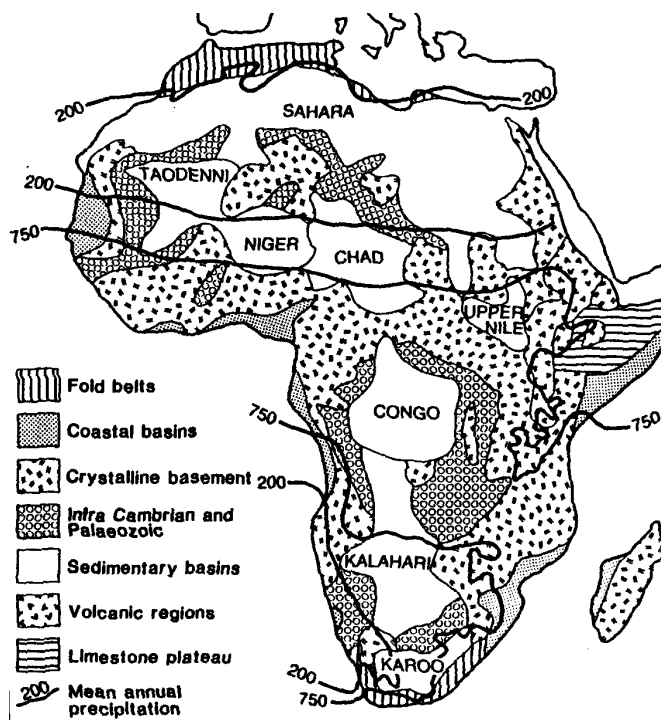 200
200
SAHARA
TAODENNI
200
750
NIGER
CHAD
UPPER
NILE
Fold belts
Coastal basins
CONGO
750
750
Crystalline basement
200
Infra Cambrian and
Palaeozoic
Sedimentary basins
KALAHARI
Volcanic regions
Limestone plateau
KAROO
200
200
Mean annual
precipitation
750